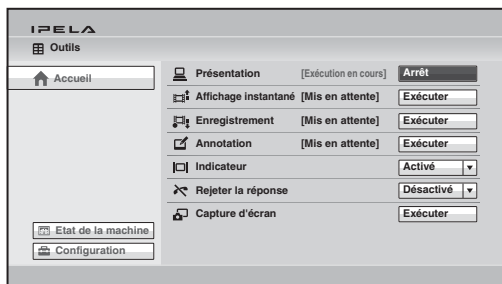 IPELA
Outils
Accueil
Présentation [Exécution en cours] Arrêt
Affichage instantané [Mis en attente] Exécuter
Enregistrement [Mis en attente] Exécuter
Annotation [Mis en attente] Exécuter
Indicateur Activé
Rejeter la réponse Désactivé
Capture d'écran Exécuter
Etat de la machine
Configuration